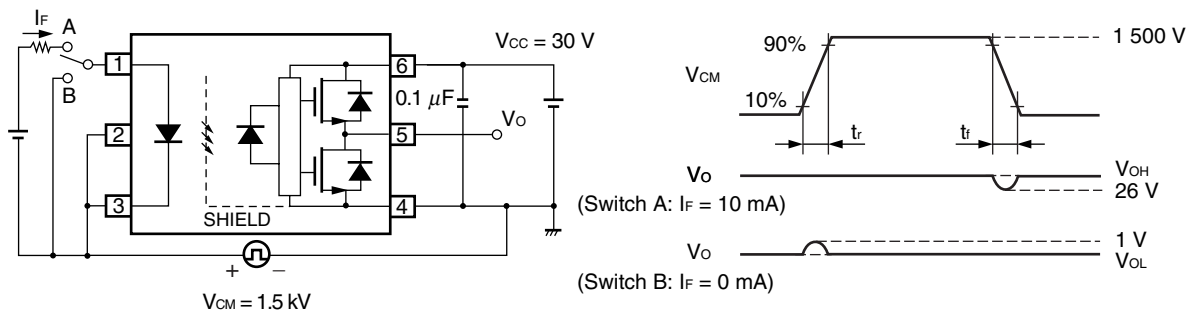 IF
A
B
1
2
3
SHIELD
6
5
4
VCC = 30 V
0.1 μF
VO
+
−
VCM = 1.5 kV
90%
VCM
10%
tr
tf
1 500 V
VO
(Switch A: IF = 10 mA)
VOH
26 V
VO
(Switch B: IF = 0 mA)
1 V
VOL